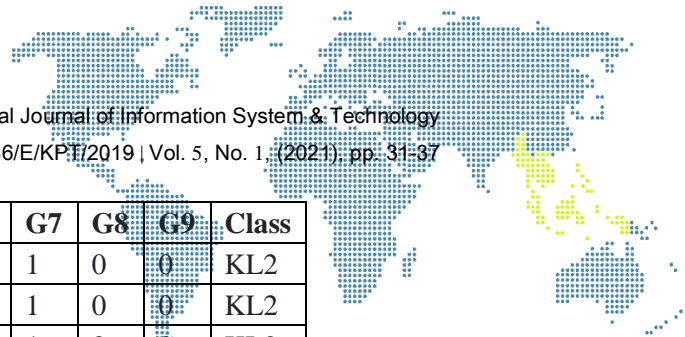 al Journal of Information System & Technology
6/E/KPT/2019 | Vol. 5, No. 1, (2021), pp. 31-37
G7 G8 G9 Class
1 0 0 KL2
1 0 0 KL2